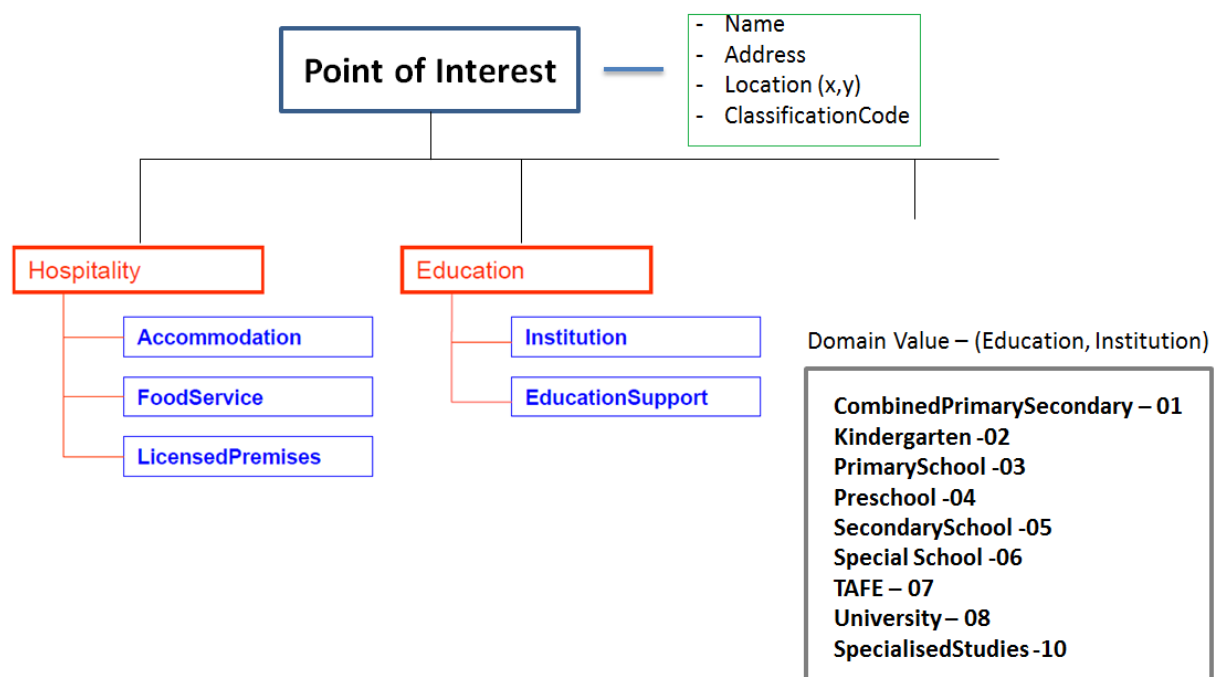 Point of Interest
- Name
- Address
- Location (x,y)
- ClassificationCode
Hospitality
Accommodation
FoodService
LicensedPremises
Education
Institution
EducationSupport
Domain Value – (Education, Institution)
CombinedPrimarySecondary – 01
Kindergarten -02
PrimarySchool -03
Preschool -04
SecondarySchool -05
Special School -06
TAFE – 07
University – 08
SpecialisedStudies -10